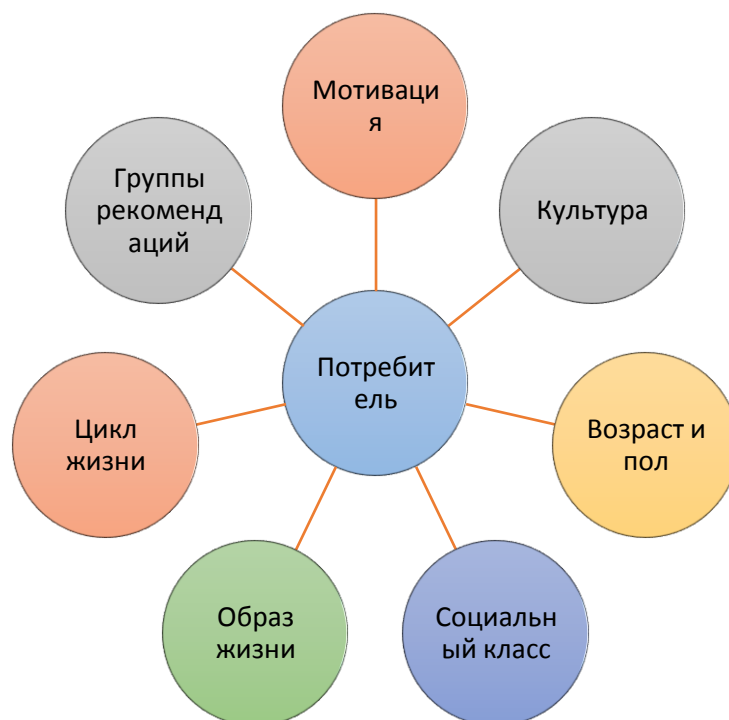 Мотиваци
я
Группы
рекоменд
аций
Культура
Потребит
ель
Цикл
жизни
Возраст и
пол
Образ
жизни
Социальн
ый класс